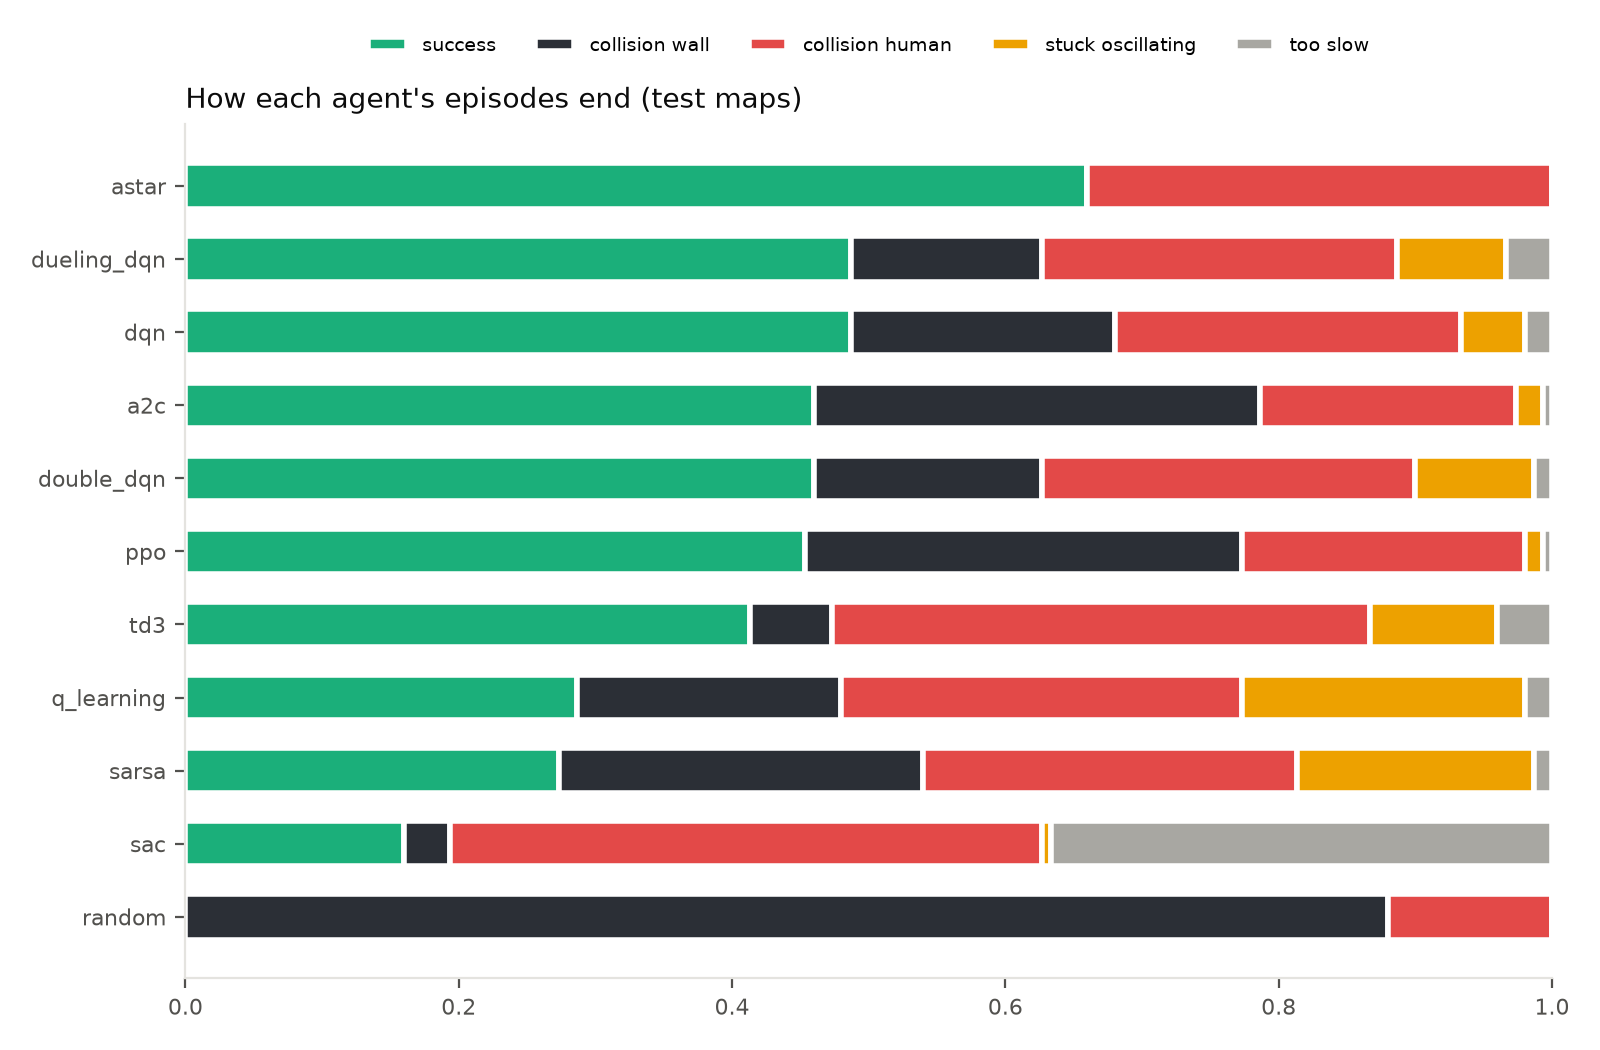 success collision wall collision human stuck oscillating too slow
How each agent's episodes end (test maps)
astar
dueling_dqn
dqn
a2c
double_dqn
ppo
td3
q_learning
sarsa
sac
random
0.0 0.2 0.4 0.6 0.8 1.0